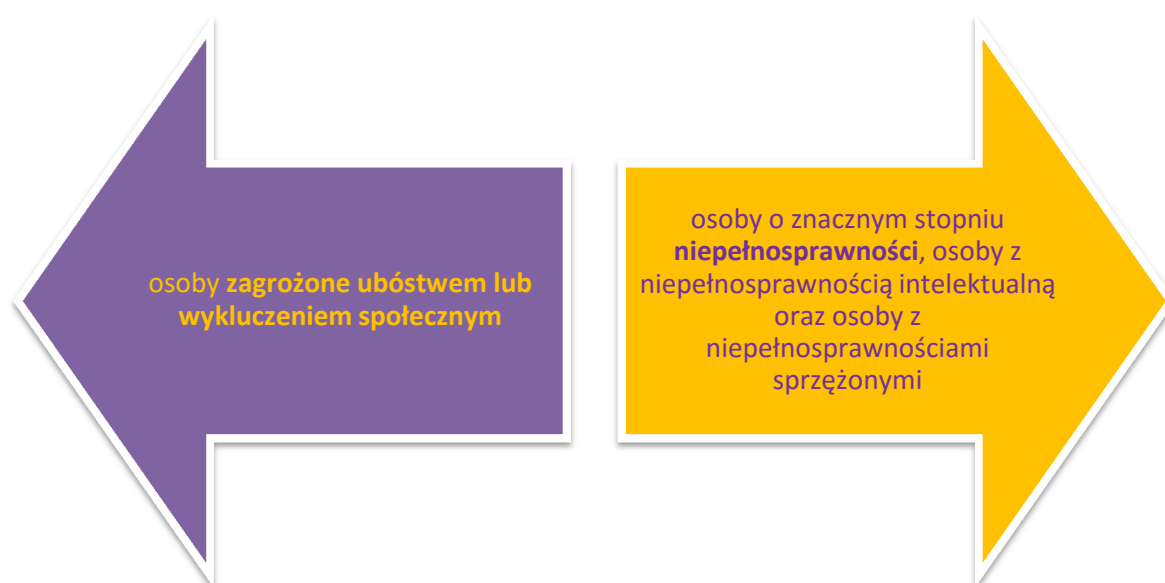 osoby zagrożone ubóstwem lub
wykluczeniem społecznym
osoby o znacznym stopniu
niepełnosprawności, osoby z
niepełnosprawnością intelektualną
oraz osoby z
niepełnosprawnościami
sprzężonymi